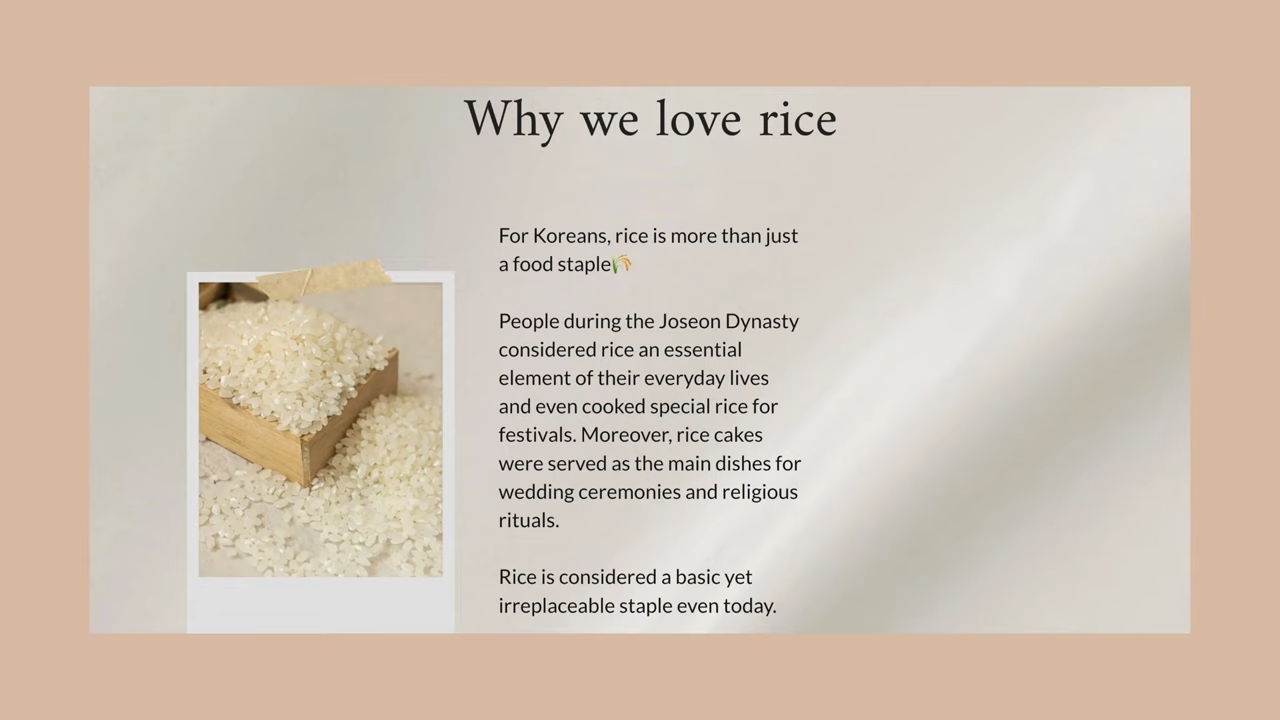 Why we love rice
For Koreans, rice is more than just
a food staple🌾
People during the Joseon Dynasty
considered rice an essential
element of their everyday lives
and even cooked special rice for
festivals. Moreover, rice cakes
were served as the main dishes for
wedding ceremonies and religious
rituals.
Rice is considered a basic yet
irreplaceable staple even today.